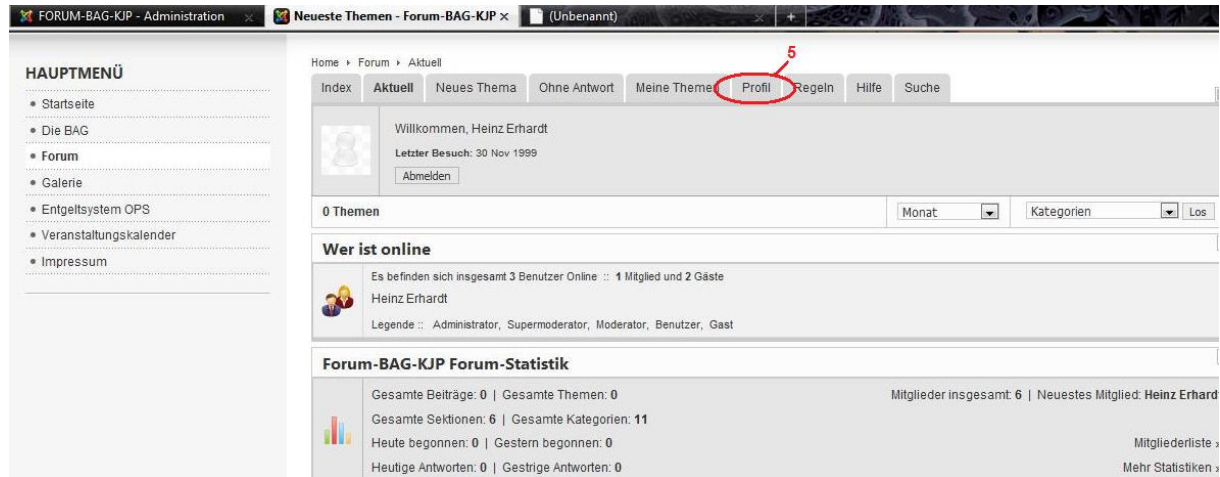 FORUM-BAG-KJP - Administration × Neueste Themen - Forum-BAG-KJP × (Unbenannt) × +
HAUPTMENÜ
Startseite
Die BAG
Forum
Galerie
Entgeltsystem OPS
Veranstaltungskalender
Impressum
5
Home › Forum › Aktuell
Index Aktuell Neues Thema Ohne Antwort Meine Themen Profil Regeln Hilfe Suche
Willkommen, Heinz Erhardt
Letzter Besuch: 30 Nov 1999
Abmelden
0 Themen Monat Kategorien Los
Wer ist online
Es befinden sich insgesamt 3 Benutzer Online :: 1 Mitglied und 2 Gäste
Heinz Erhardt
Legende :: Administrator, Supermoderator, Moderator, Benutzer, Gast
Forum-BAG-KJP Forum-Statistik
Gesamte Beiträge: 0 | Gesamte Themen: 0 Mitglieder insgesamt: 6 | Neuestes Mitglied: Heinz Erhardt
Gesamte Sektionen: 6 | Gesamte Kategorien: 11
Heute begonnen: 0 | Gestern begonnen: 0 Mitgliederliste »
Heutige Antworten: 0 | Gestrige Antworten: 0 Mehr Statistiken »